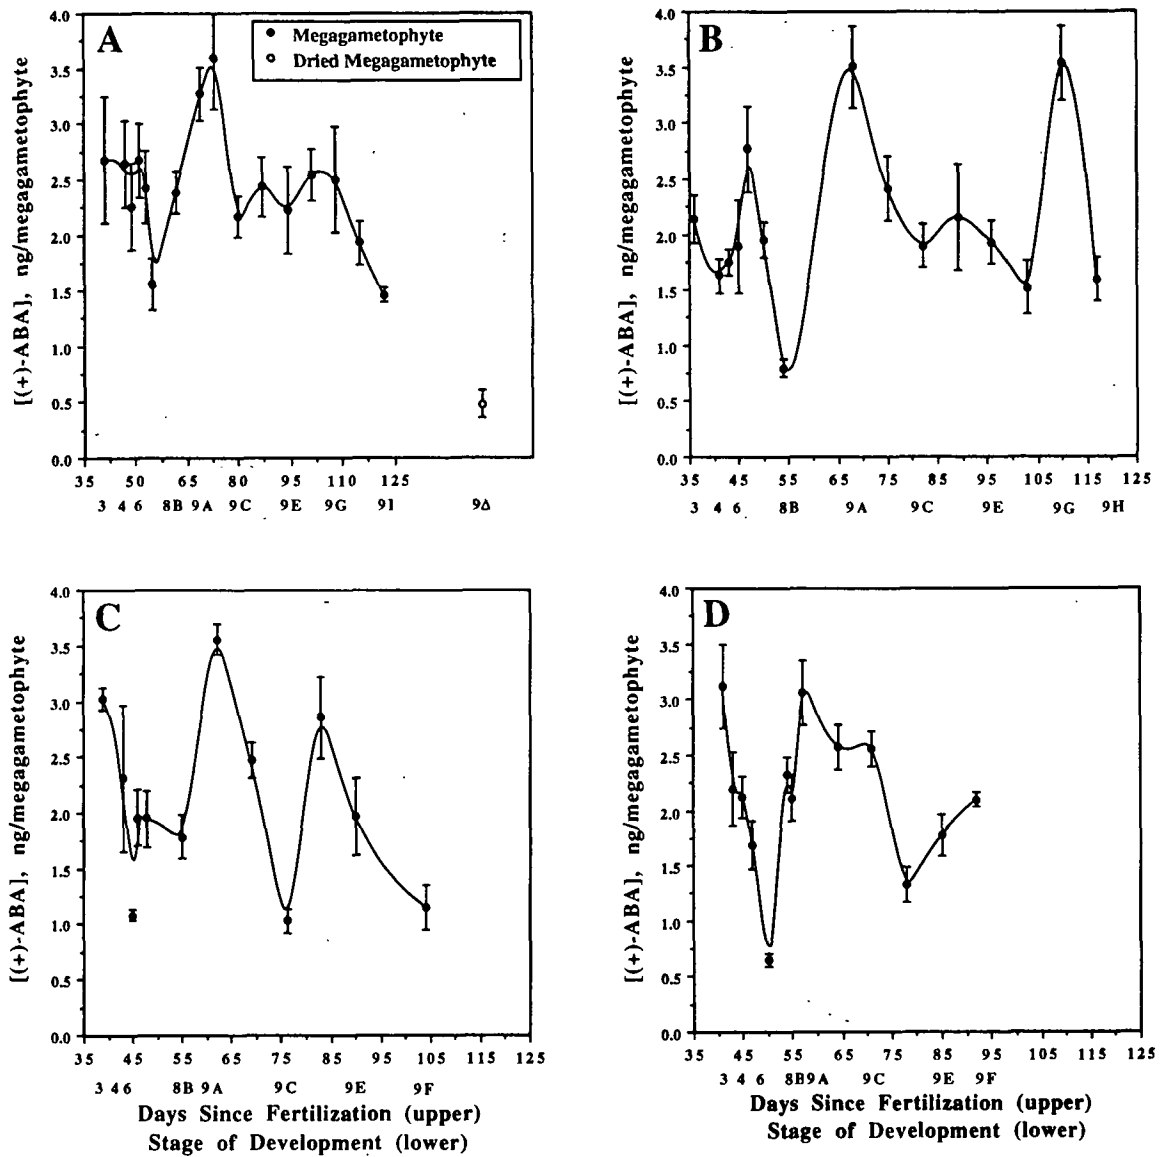 A
Megagametophyte
Dried Megagametophyte
[(+)-ABA], ng/megagametophyte
4.0
3.5
3.0
2.5
2.0
1.5
1.0
0.5
0.0
35 50 65 80 95 110 125
3 4 6 8B 9A 9C 9E 9G 9I 9Δ
B
[(+)-ABA], ng/megagametophyte
4.0
3.5
3.0
2.5
2.0
1.5
1.0
0.5
0.0
35 45 55 65 75 85 95 105 115 125
3 4 6 8B 9A 9C 9E 9G 9H
C
[(+)-ABA], ng/megagametophyte
4.0
3.5
3.0
2.5
2.0
1.5
1.0
0.5
0.0
35 45 55 65 75 85 95 105 115 125
3 4 6 8B 9A 9C 9E 9F
Days Since Fertilization (upper)
Stage of Development (lower)
D
[(+)-ABA], ng/megagametophyte
4.0
3.5
3.0
2.5
2.0
1.5
1.0
0.5
0.0
35 45 55 65 75 85 95 105 115 125
3 4 6 8B 9A 9C 9E 9F
Days Since Fertilization (upper)
Stage of Development (lower)